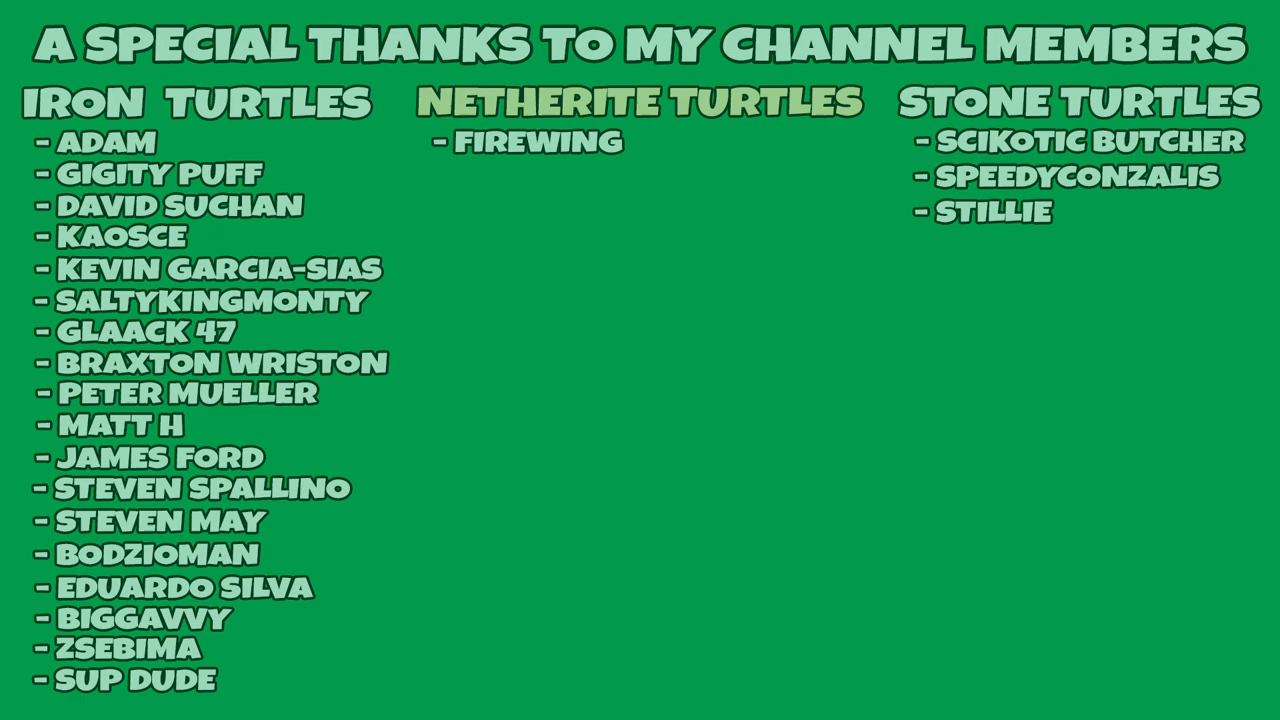 A SPECIAL THANKS TO MY CHANNEL MEMBERS
IRON TURTLES
- ADAM
- GIGITY PUFF
- DAVID SUCHAN
- KAOSCE
- KEVIN GARCIA-SIAS
- SALTYKINGMONTY
- GLAACK 47
- BRAXTON WRISTON
- PETER MUELLER
- MATT H
- JAMES FORD
- STEVEN SPALLINO
- STEVEN MAY
- BODZIOMAN
- EDUARDO SILVA
- BIGGAVVY
- ZSEBIMA
- SUP DUDE
NETHERITE TURTLES
- FIREWING
STONE TURTLES
- SCIKOTIC BUTCHER
- SPEEDYCONZALIS
- STILLIE